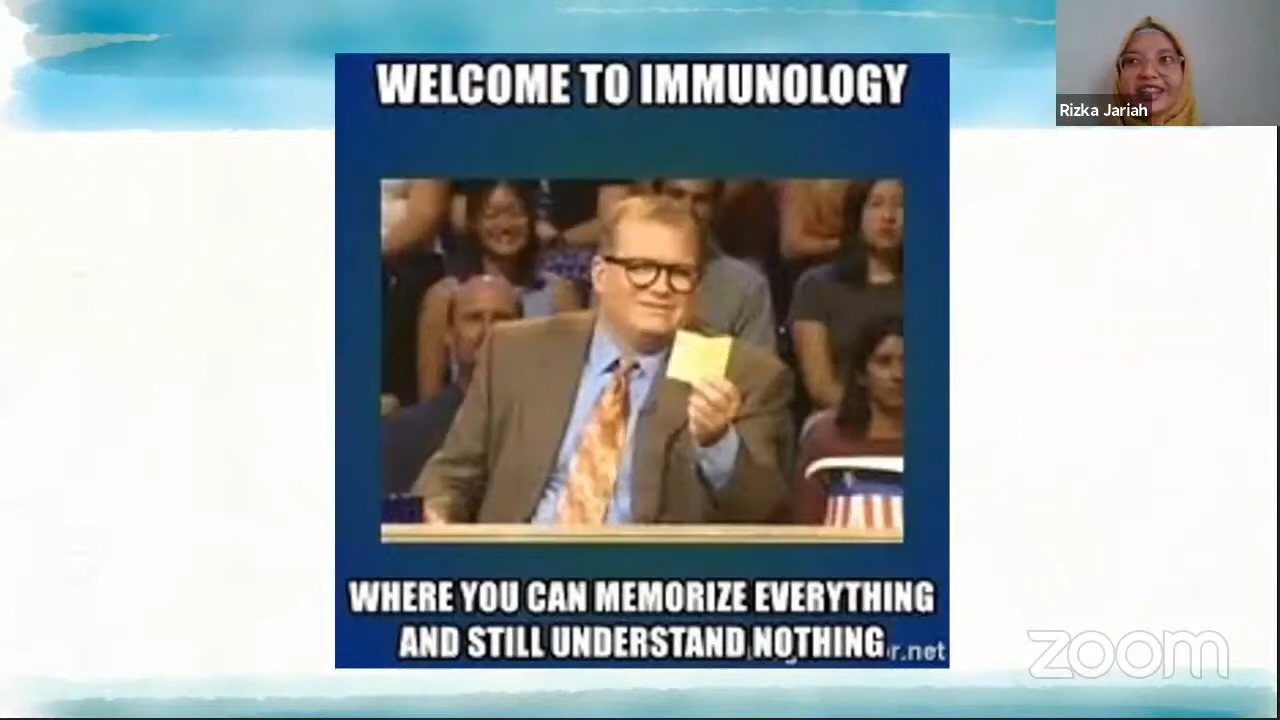 WELCOME TO IMMUNOLOGY
Rizka Jariah
WHERE YOU CAN MEMORIZE EVERYTHING
AND STILL UNDERSTAND NOTHING
r.net
zoom